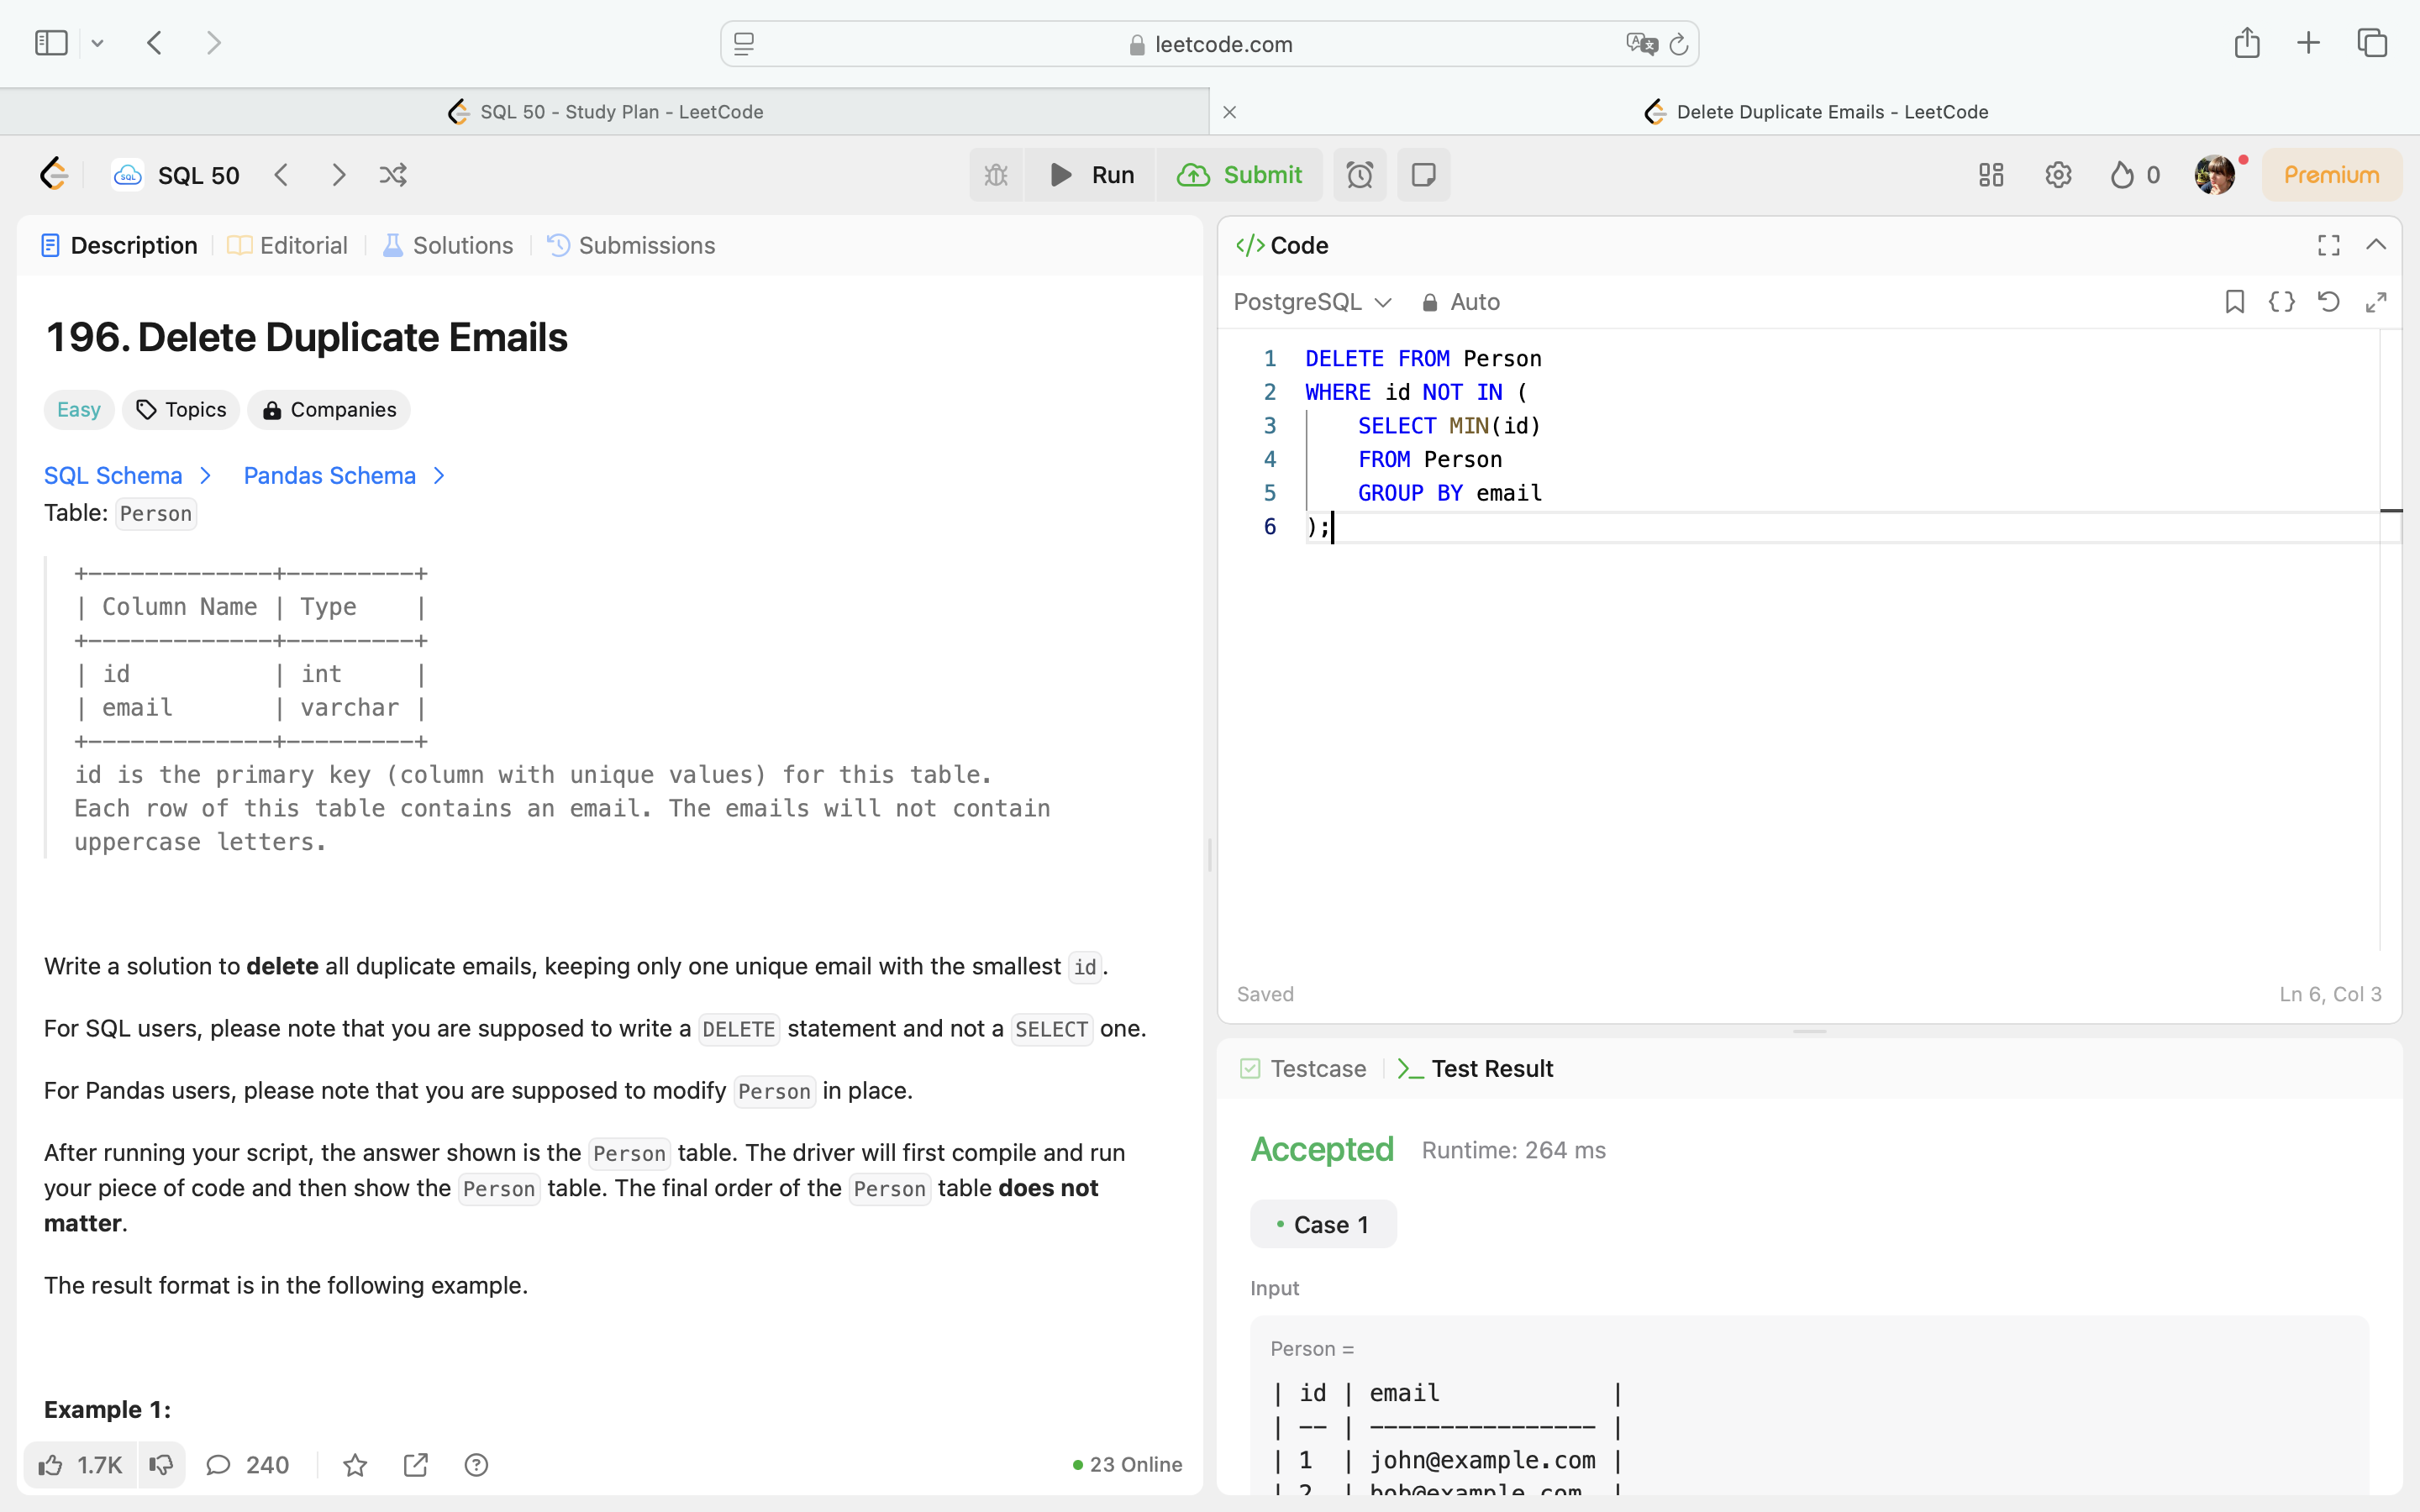 leetcode.com
SQL 50 - Study Plan - LeetCode
Delete Duplicate Emails - LeetCode
SQL
SQL 50
Run
Submit
0
Premium
Description
Editorial
Solutions
Submissions
196. Delete Duplicate Emails
Easy
Topics
Companies
SQL Schema >
Pandas Schema >
Table: Person
+-------------+---------+
| Column Name | Type    |
+-------------+---------+
| id          | int     |
| email       | varchar |
+-------------+---------+
id is the primary key (column with unique values) for this table.
Each row of this table contains an email. The emails will not contain
uppercase letters.
Write a solution to delete all duplicate emails, keeping only one unique email with the smallest id.
For SQL users, please note that you are supposed to write a DELETE statement and not a SELECT one.
For Pandas users, please note that you are supposed to modify Person in place.
After running your script, the answer shown is the Person table. The driver will first compile and run
your piece of code and then show the Person table. The final order of the Person table does not
matter.
The result format is in the following example.
Example 1:
1.7K
240
23 Online
</> Code
PostgreSQL
Auto
1 DELETE FROM Person
2 WHERE id NOT IN (
3     SELECT MIN(id)
4     FROM Person
5     GROUP BY email
6 );
Saved
Ln 6, Col 3
Testcase
>_ Test Result
Accepted
Runtime: 264 ms
• Case 1
Input
Person =
| id | email            |
| -- | ---------------- |
| 1  | john@example.com |
| 2  | bob@example.com  |